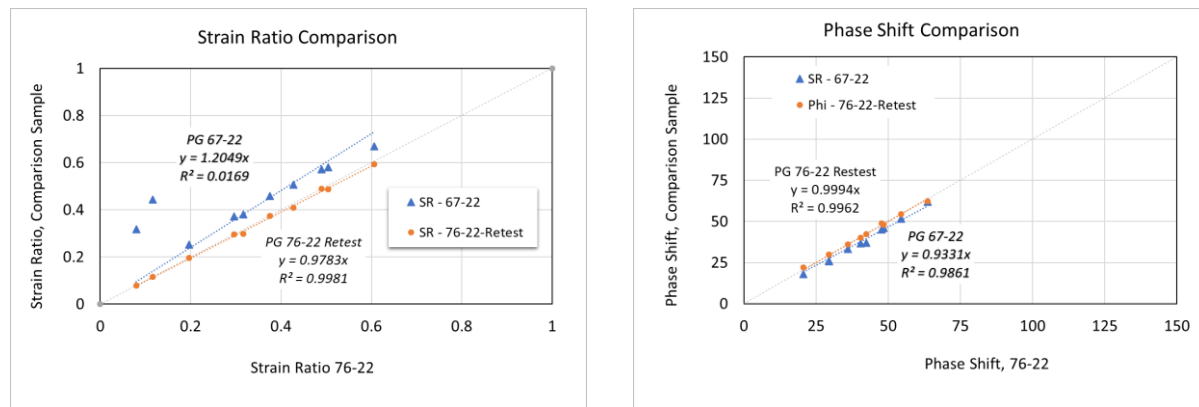 Strain Ratio Comparison
Strain Ratio, Comparison Sample
1
0.8
0.6
0.4
0.2
0
PG 67-22
y = 1.2049x
R² = 0.0169
SR - 67-22
SR - 76-22-Retest
PG 76-22 Retest
y = 0.9783x
R² = 0.9981
0
0.2
0.4
0.6
0.8
1
Strain Ratio 76-22
Phase Shift Comparison
Phase Shift, Comparison Sample
150
125
100
75
50
25
0
SR - 67-22
Phi - 76-22-Retest
PG 76-22 Restest
y = 0.9994x
R² = 0.9962
PG 67-22
y = 0.9331x
R² = 0.9861
0
25
50
75
100
125
150
Phase Shift, 76-22